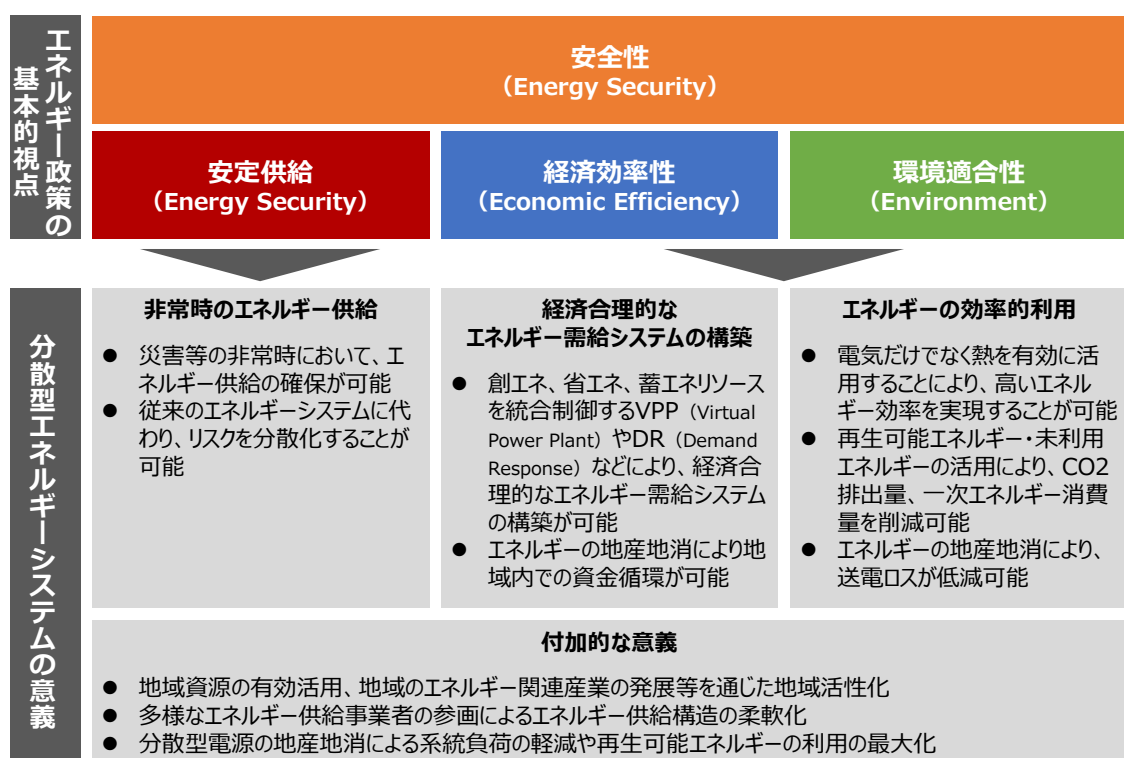 エネルギー政策の
基本的視点
安全性
（Energy Security）
安定供給
（Energy Security）
経済効率性
（Economic Efficiency）
環境適合性
（Environment）
分散型エネルギーシステムの意義
非常時のエネルギー供給
● 災害等の非常時において、エ
ネルギー供給の確保が可能
● 従来のエネルギーシステムに代
わり、リスクを分散化することが
可能
経済合理的な
エネルギー需給システムの構築
● 創エネ、省エネ、蓄エネリソース
を統合制御するVPP（Virtual
Power Plant）やDR（Demand
Response）などにより、経済合
理的なエネルギー需給システム
の構築が可能
● エネルギーの地産地消により地
域内での資金循環が可能
エネルギーの効率的利用
● 電気だけでなく熱を有効に活
用することにより、高いエネル
ギー効率を実現することが可能
● 再生可能エネルギー・未利用
エネルギーの活用により、CO2
排出量、一次エネルギー消費
量を削減可能
● エネルギーの地産地消により、
送電ロスが低減可能
付加的な意義
● 地域資源の有効活用、地域のエネルギー関連産業の発展等を通じた地域活性化
● 多様なエネルギー供給事業者の参画によるエネルギー供給構造の柔軟化
● 分散型電源の地産地消による系統負荷の軽減や再生可能エネルギーの利用の最大化